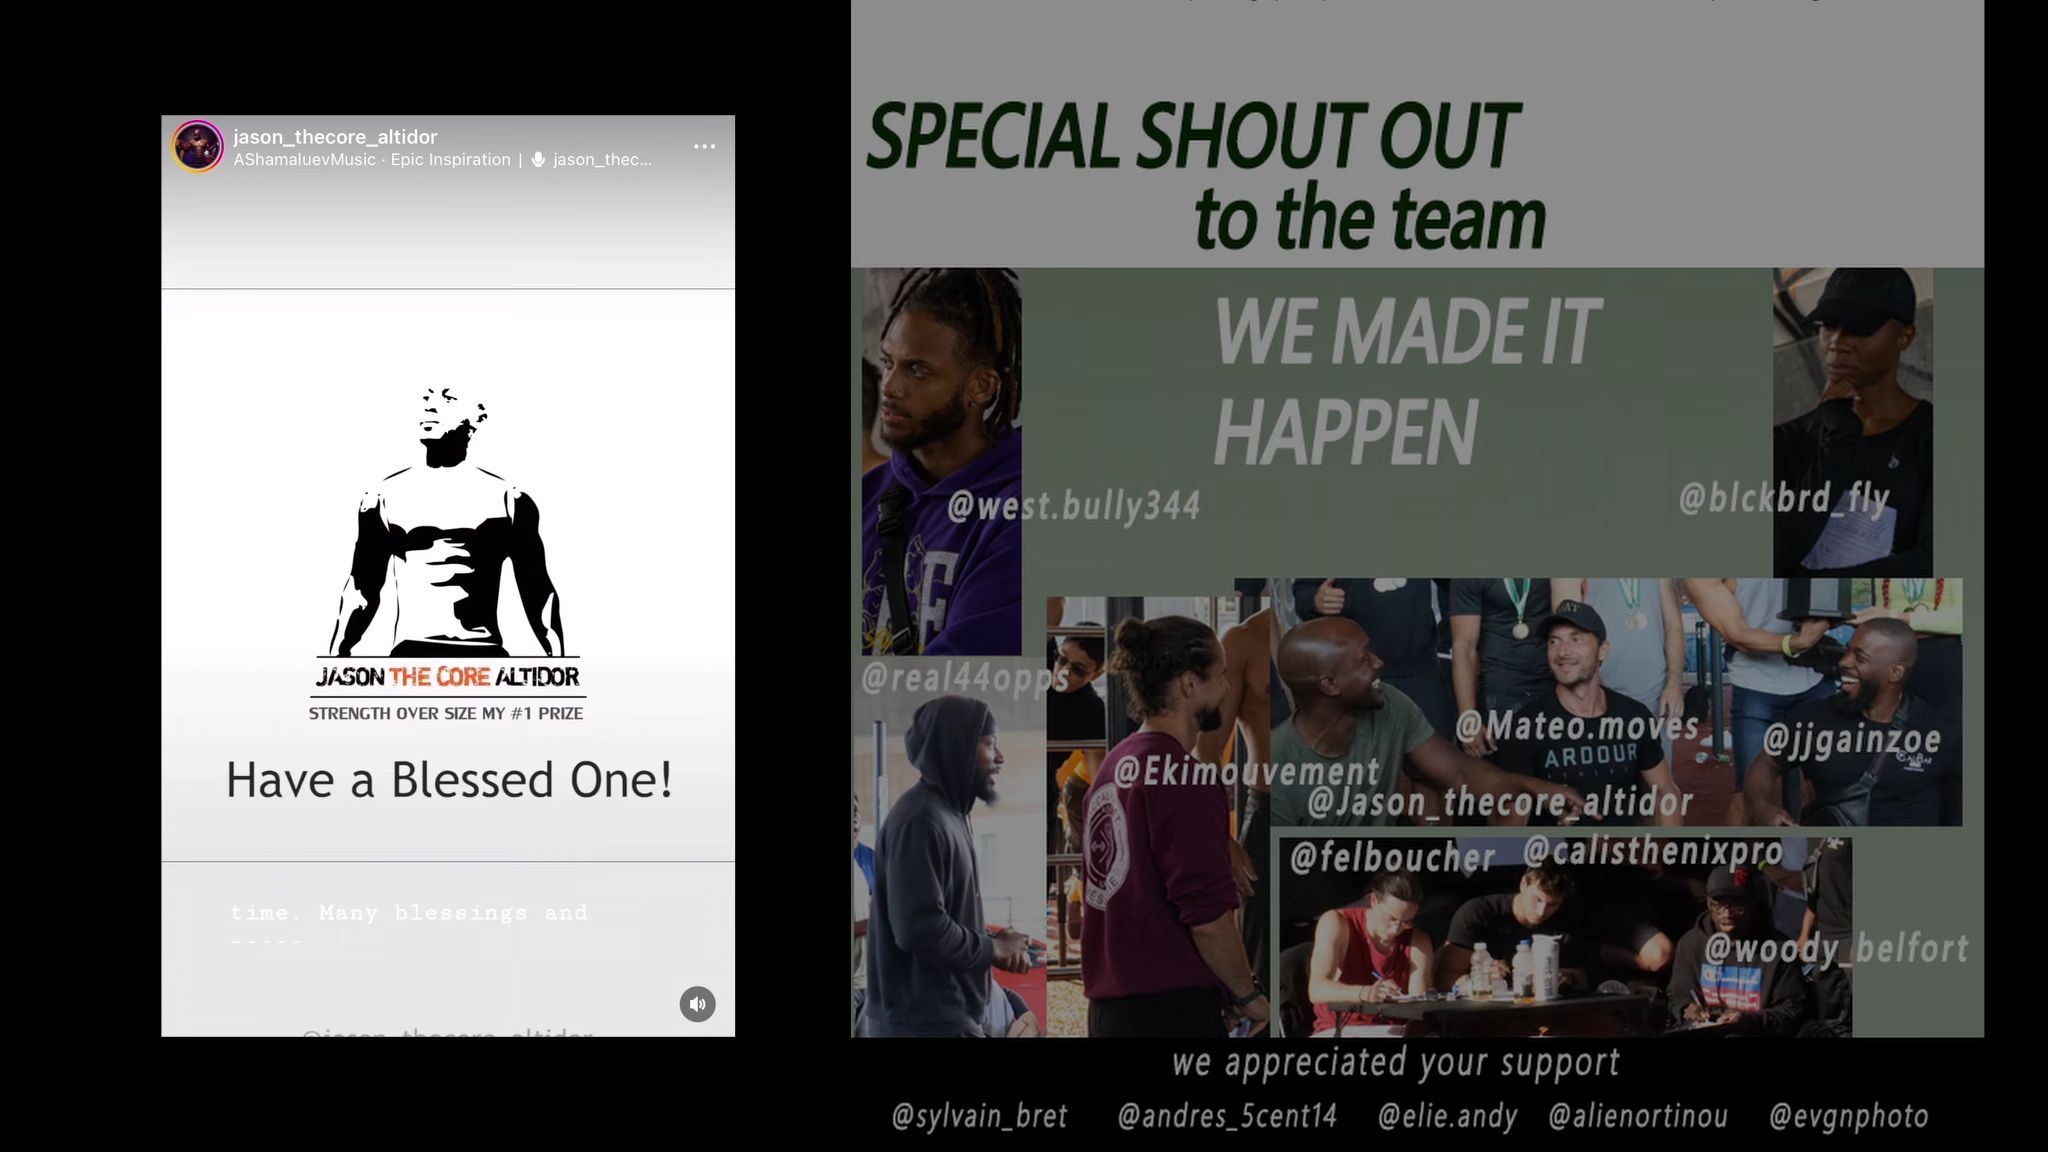 jason_thecore_altidor
AShamaluevMusic · Epic Inspiration | jason_thec...
JASON THE CORE ALTIDOR
STRENGTH OVER SIZE MY #1 PRIZE
Have a Blessed One!
time. Many blessings and
@jason_thecore_altidor
SPECIAL SHOUT OUT
to the team
WE MADE IT
HAPPEN
@west.bully344
@blckbrd_fly
@real44opps
@Mateo.moves
@jjgainzoe
ARDOUR
@Ekimouvement
@Jason_thecore_altidor
@felboucher
@calisthenixpro
@woody_belfort
we appreciated your support
@sylvain_bret
@andres_5cent14
@elie.andy
@alienortinou
@evgnphoto